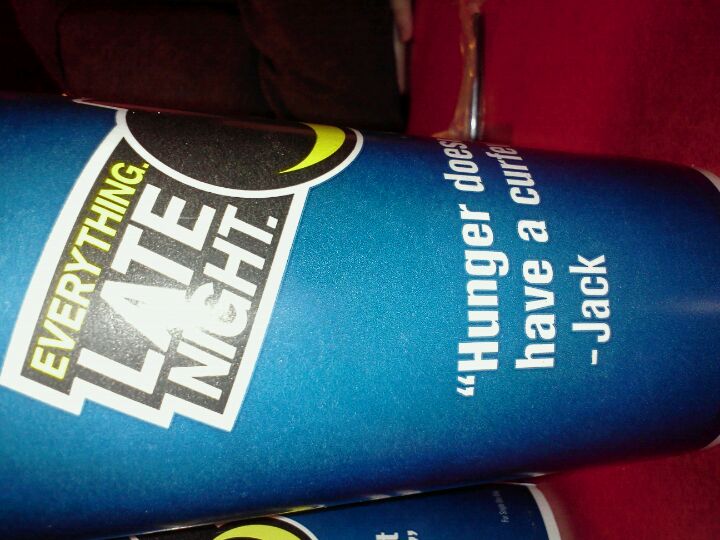 EVERYTHING.
LATE
NIGHT.
"Hunger does
have a curfe
-Jack